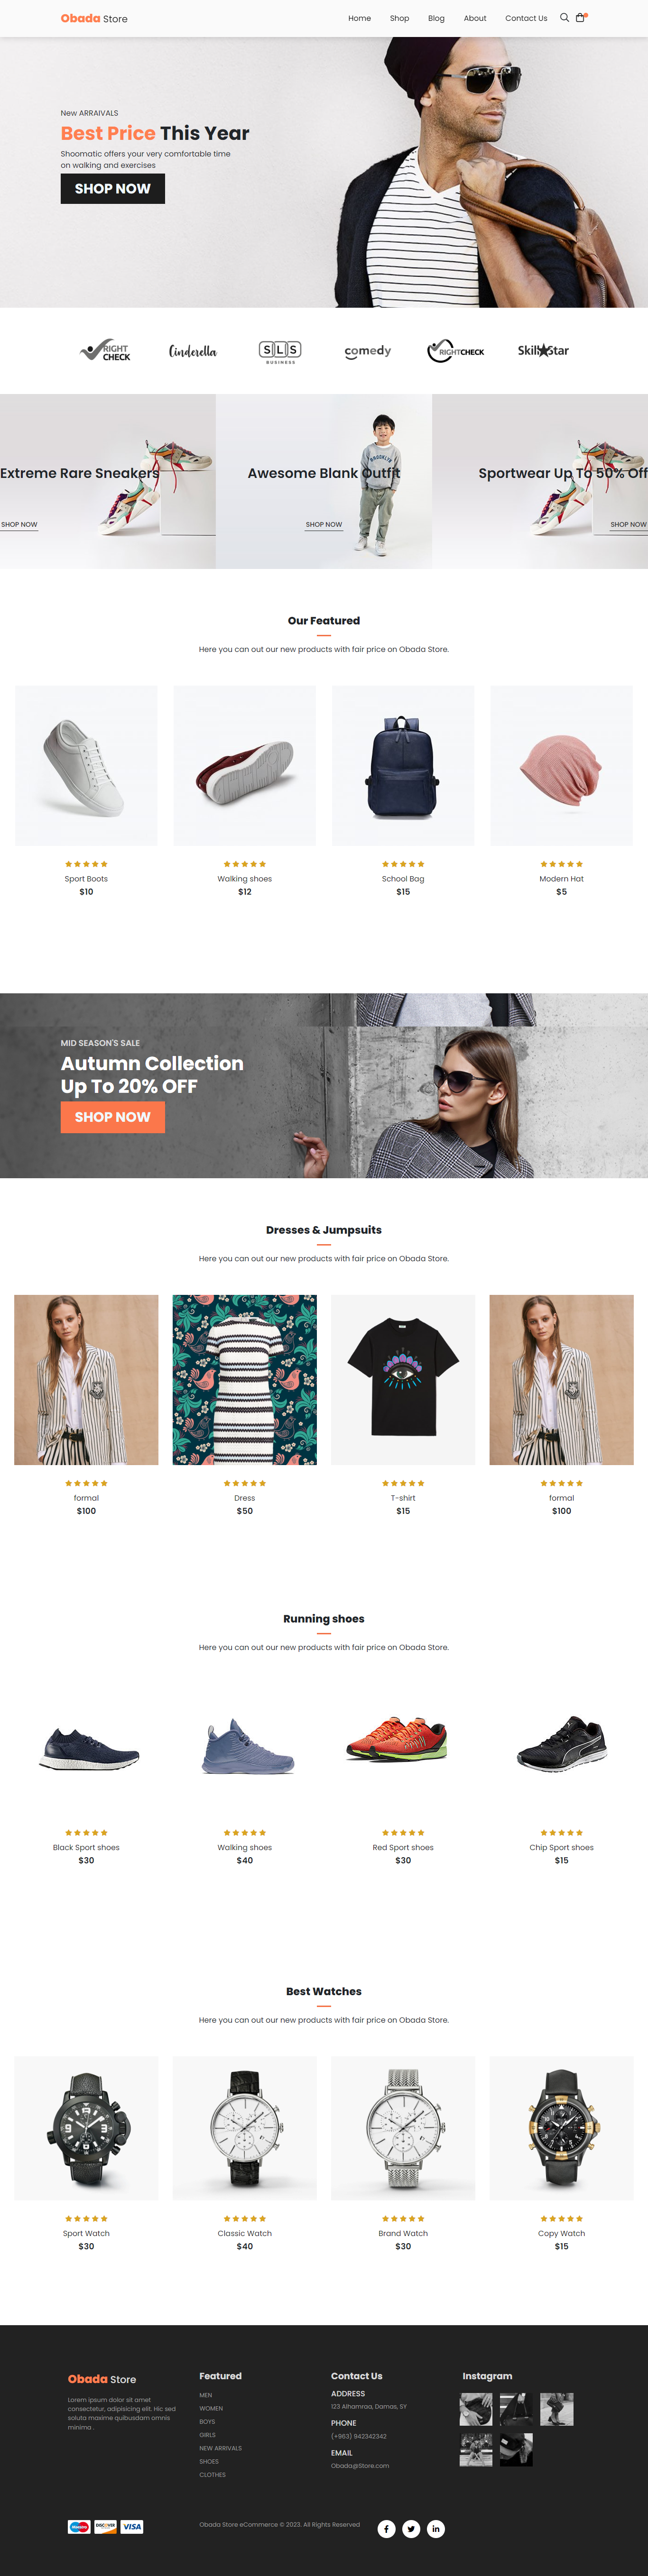 Obada Store
Home Shop Blog About Contact Us
New ARRAIVALS
Best Price This Year
Shoomatic offers your very comfortable time
on walking and exercises
SHOP NOW
RIGHT
CHECK
Cinderella
SLS
BUSINESS
comedy
RIGHTCHECK
Skill Star
BROOKLYN
Extreme Rare Sneakers
Awesome Blank Outfit
Sportwear Up To 50% Off
SHOP NOW
SHOP NOW
SHOP NOW
Our Featured
Here you can out our new products with fair price on Obada Store.
Sport Boots
$10
Walking shoes
$12
School Bag
$15
Modern Hat
$5
MID SEASON'S SALE
Autumn Collection
Up To 20% OFF
SHOP NOW
Dresses & Jumpsuits
Here you can out our new products with fair price on Obada Store.
formal
$100
Dress
$50
T-shirt
$15
formal
$100
Running shoes
Here you can out our new products with fair price on Obada Store.
Black Sport shoes
$30
Walking shoes
$40
Red Sport shoes
$30
Chip Sport shoes
$15
Best Watches
Here you can out our new products with fair price on Obada Store.
Sport Watch
$30
Classic Watch
$40
Brand Watch
$30
Copy Watch
$15
Obada Store
Lorem ipsum dolor sit amet
consectetur, adipisicing elit. Hic sed
soluta maxime quibusdam omnis
minima .
Featured
MEN
WOMEN
BOYS
GIRLS
NEW ARRIVALS
SHOES
CLOTHES
Contact Us
ADDRESS
123 Alhamraa, Damas, SY
PHONE
(+963) 942342342
EMAIL
Obada@Store.com
Instagram
Maestro
DISCOVER
VISA
Obada Store eCommerce © 2023. All Rights Reserved